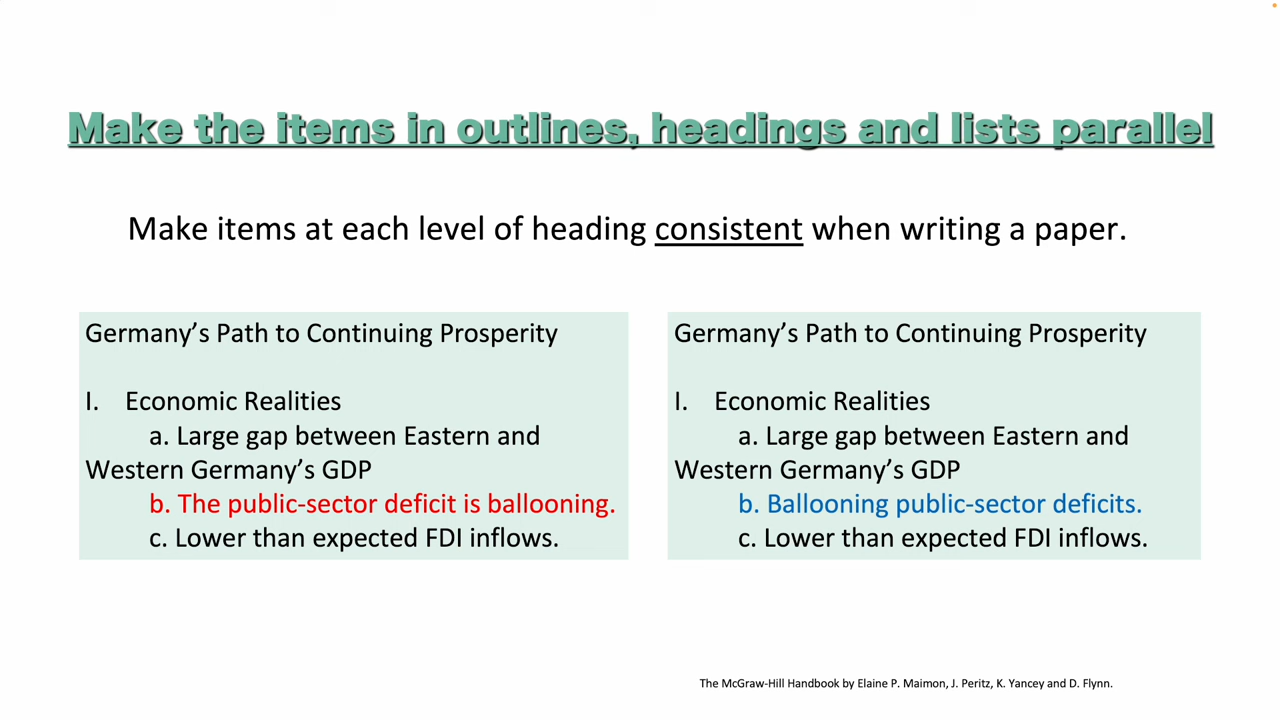 Make the items in outlines, headings and lists parallel
Make items at each level of heading consistent when writing a paper.
Germany’s Path to Continuing Prosperity
I. Economic Realities
a. Large gap between Eastern and
Western Germany’s GDP
b. The public-sector deficit is ballooning.
c. Lower than expected FDI inflows.
Germany’s Path to Continuing Prosperity
I. Economic Realities
a. Large gap between Eastern and
Western Germany’s GDP
b. Ballooning public-sector deficits.
c. Lower than expected FDI inflows.
The McGraw-Hill Handbook by Elaine P. Maimon, J. Peritz, K. Yancey and D. Flynn.